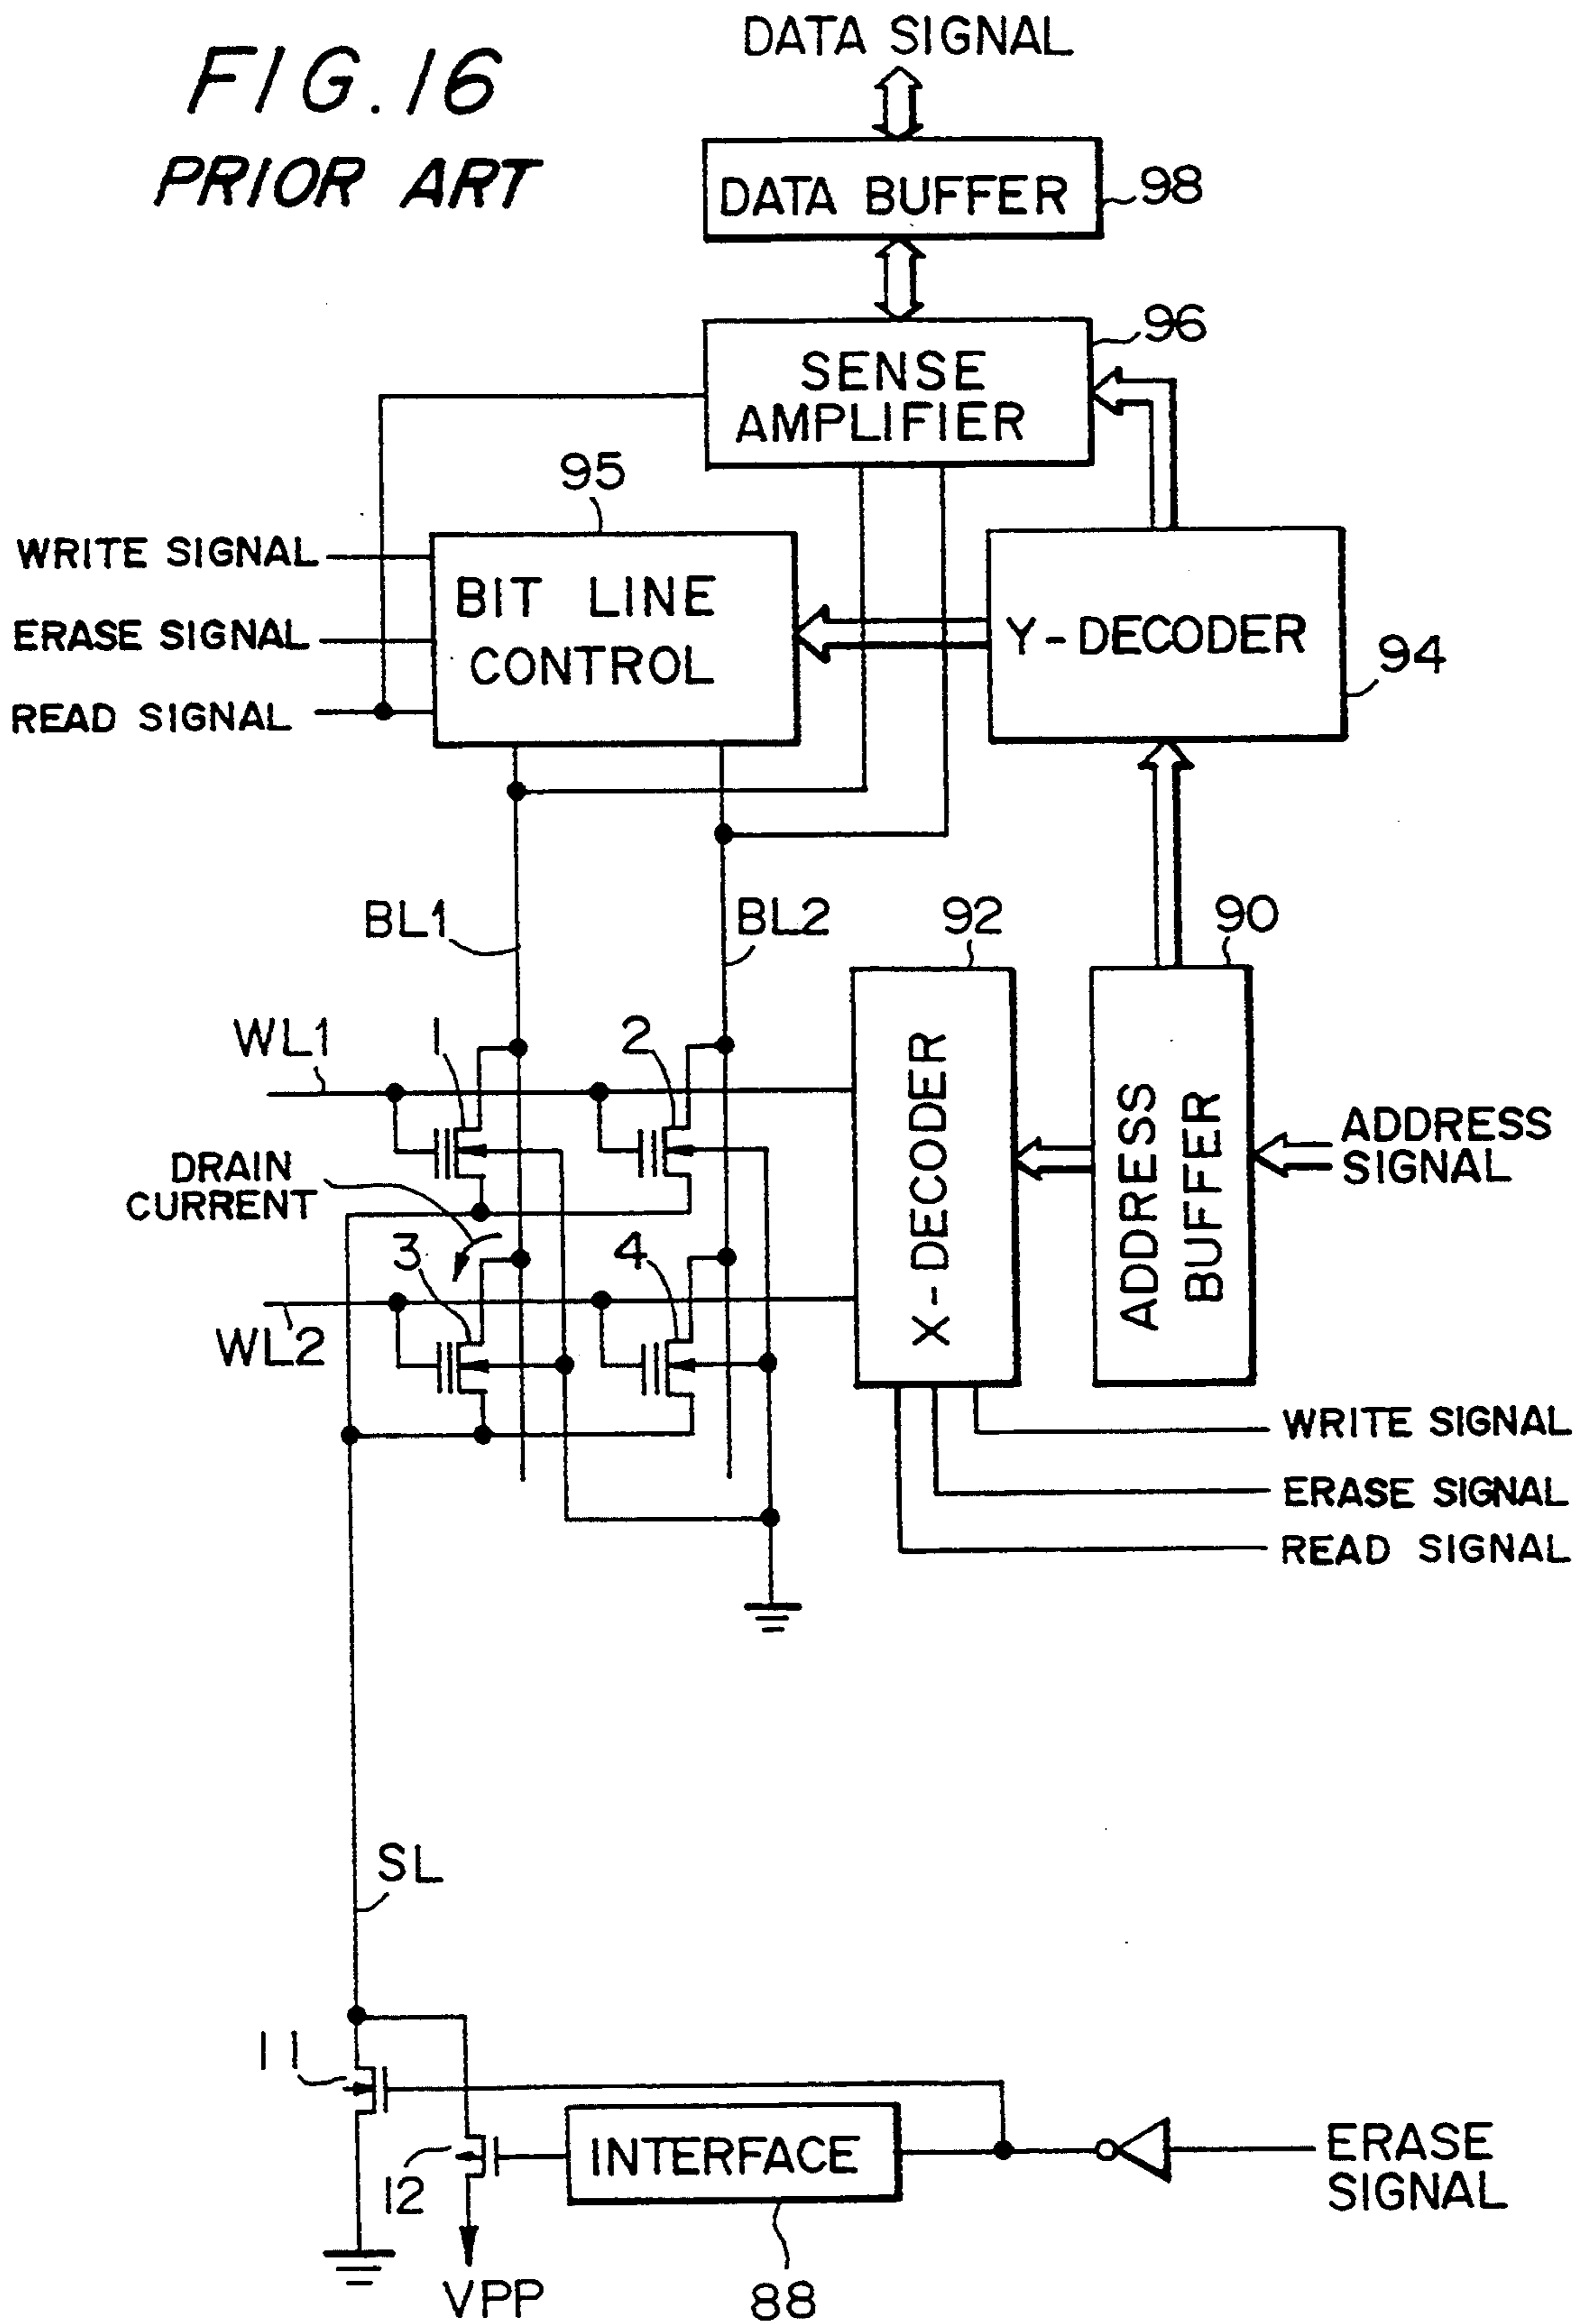 FIG. 16
PRIOR ART
DATA SIGNAL
DATA BUFFER
98
SENSE
AMPLIFIER
96
95
WRITE SIGNAL
ERASE SIGNAL
READ SIGNAL
BIT LINE
CONTROL
Y-DECODER
94
BL1
BL2
92
90
WL1
1
2
DRAIN
CURRENT
3
4
WL2
X-DECODER
ADDRESS
BUFFER
ADDRESS
SIGNAL
WRITE SIGNAL
ERASE SIGNAL
READ SIGNAL
SL
11
12
INTERFACE
88
VPP
ERASE
SIGNAL